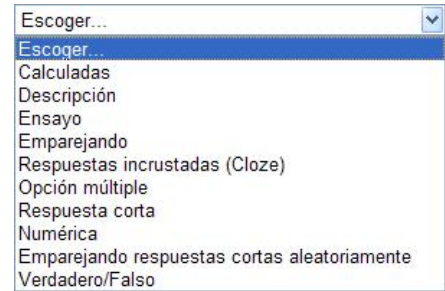 Escoger...
Escoger...
Calculadas
Descripción
Ensayo
Emparejando
Respuestas incrustadas (Cloze)
Opción múltiple
Respuesta corta
Numérica
Emparejando respuestas cortas aleatoriamente
Verdadero/Falso